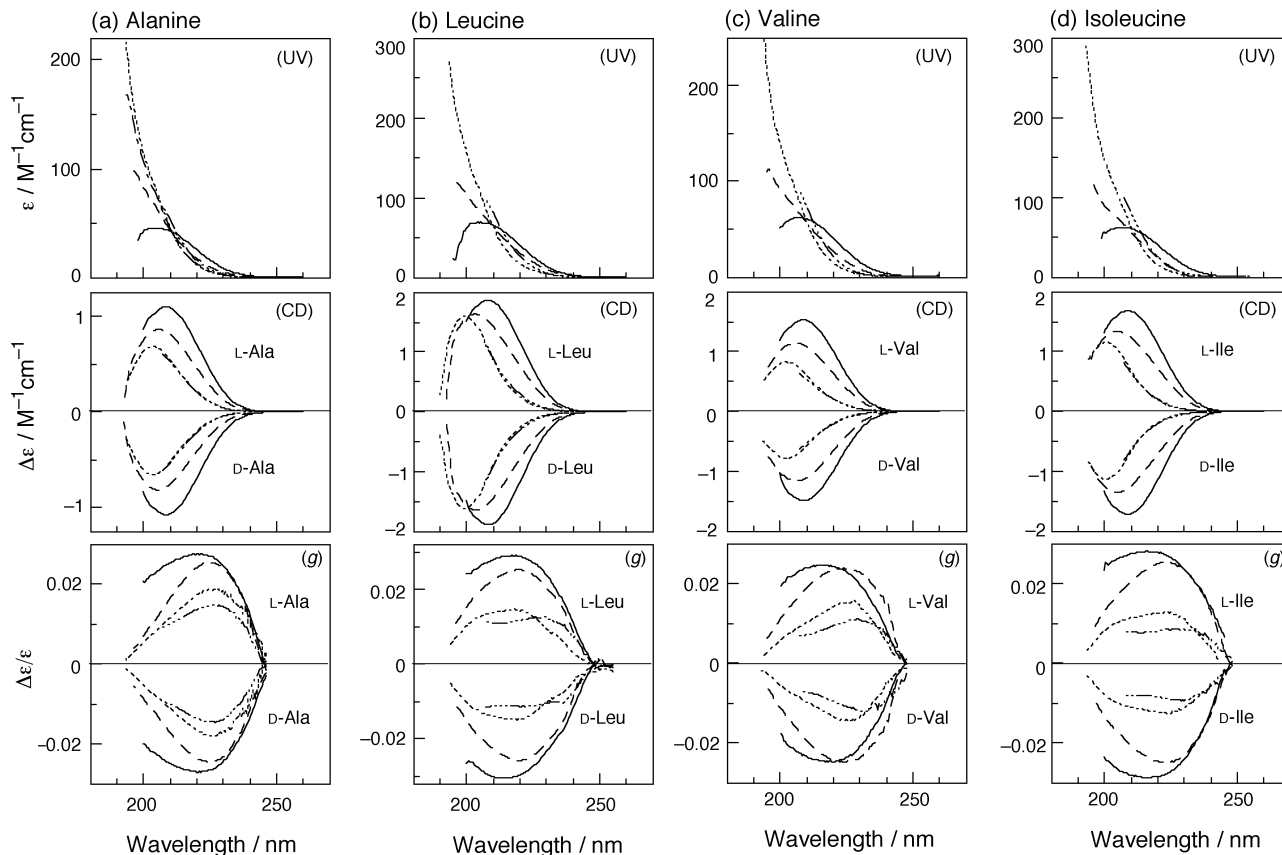 (a) Alanine
(b) Leucine
(c) Valine
(d) Isoleucine
ε / M⁻¹cm⁻¹
200
100
0
(UV)
300
200
100
0
(UV)
200
100
0
(UV)
300
200
100
0
(UV)
Δε / M⁻¹cm⁻¹
1
0
−1
(CD)
L-Ala
D-Ala
2
1
0
−1
−2
(CD)
L-Leu
D-Leu
2
1
0
−1
−2
(CD)
L-Val
D-Val
2
1
0
−1
−2
(CD)
L-Ile
D-Ile
Δε/ε
0.02
0
−0.02
(g)
L-Ala
D-Ala
0.02
0
−0.02
(g)
L-Leu
D-Leu
0.02
0
−0.02
(g)
L-Val
D-Val
0.02
0
−0.02
(g)
L-Ile
D-Ile
200 250
200 250
200 250
200 250
Wavelength / nm
Wavelength / nm
Wavelength / nm
Wavelength / nm